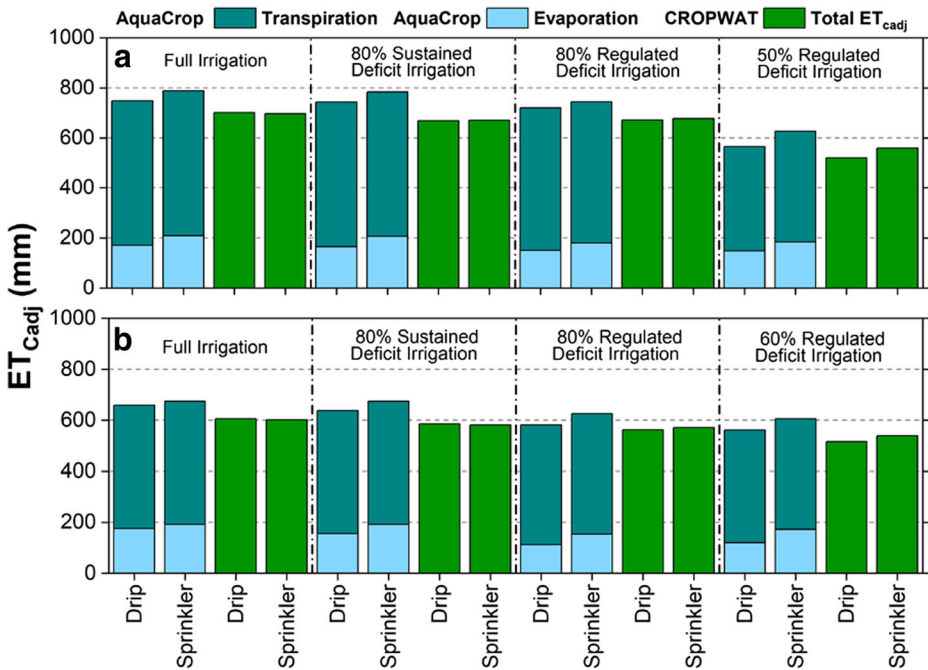 AquaCrop Transpiration AquaCrop Evaporation CROPWAT Total ETcadj
ETCadj (mm)
a
1000
800
600
400
200
0
Full Irrigation
80% Sustained
Deficit Irrigation
80% Regulated
Deficit Irrigation
50% Regulated
Deficit Irrigation
b
1000
800
600
400
200
0
Full Irrigation
80% Sustained
Deficit Irrigation
80% Regulated
Deficit Irrigation
60% Regulated
Deficit Irrigation
Drip
Sprinkler
Drip
Sprinkler
Drip
Sprinkler
Drip
Sprinkler
Drip
Sprinkler
Drip
Sprinkler
Drip
Sprinkler
Drip
Sprinkler